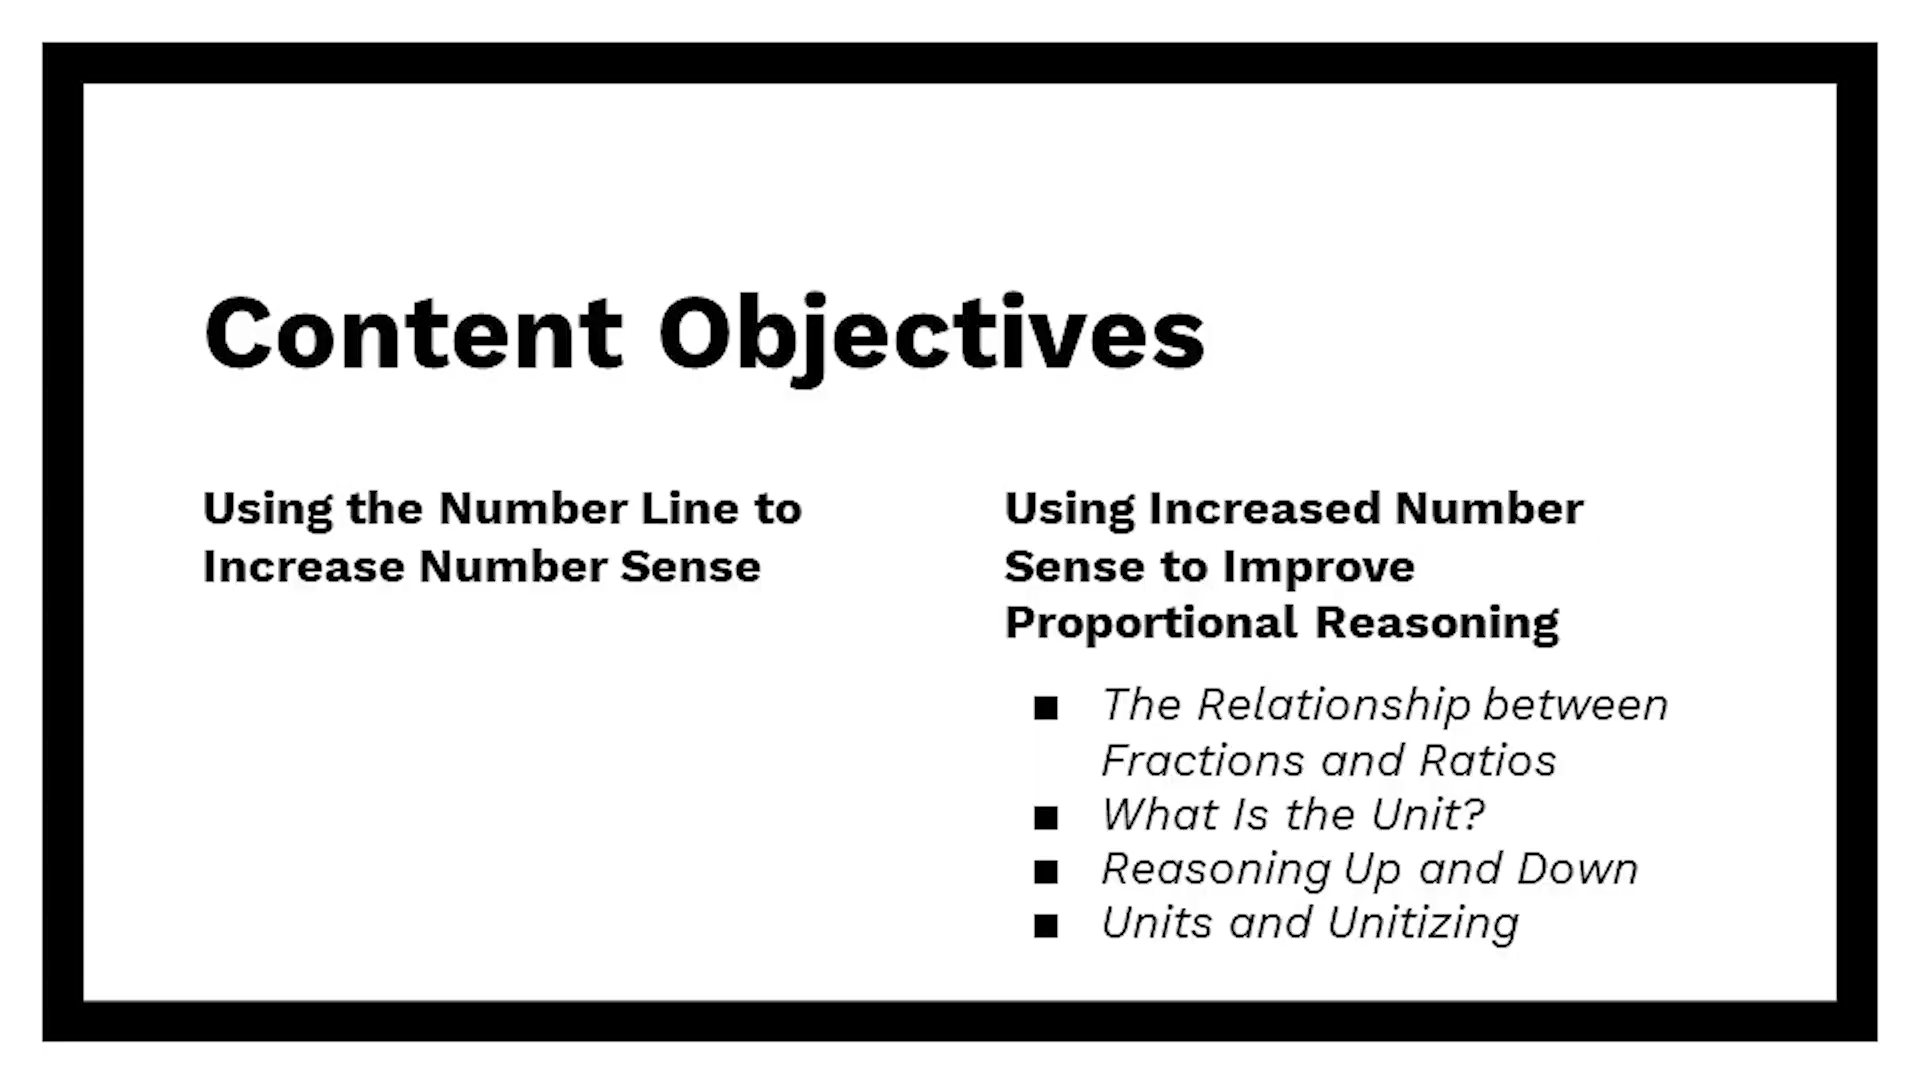 Content Objectives
Using the Number Line to
Increase Number Sense
Using Increased Number
Sense to Improve
Proportional Reasoning
■ The Relationship between
Fractions and Ratios
■ What Is the Unit?
■ Reasoning Up and Down
■ Units and Unitizing